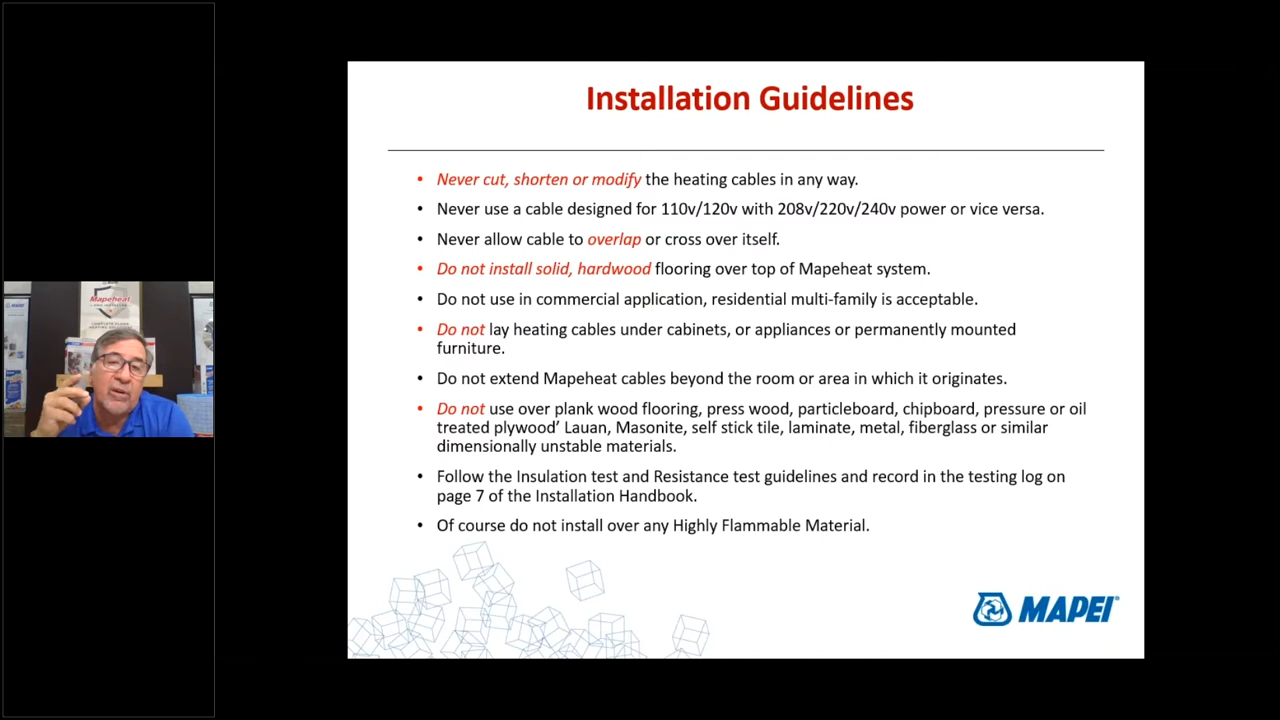 Installation Guidelines
• Never cut, shorten or modify the heating cables in any way.
• Never use a cable designed for 110v/120v with 208v/220v/240v power or vice versa.
• Never allow cable to overlap or cross over itself.
• Do not install solid, hardwood flooring over top of Mapeheat system.
• Do not use in commercial application, residential multi-family is acceptable.
• Do not lay heating cables under cabinets, or appliances or permanently mounted
furniture.
• Do not extend Mapeheat cables beyond the room or area in which it originates.
• Do not use over plank wood flooring, press wood, particleboard, chipboard, pressure or oil
treated plywood’ Lauan, Masonite, self stick tile, laminate, metal, fiberglass or similar
dimensionally unstable materials.
• Follow the Insulation test and Resistance test guidelines and record in the testing log on
page 7 of the Installation Handbook.
• Of course do not install over any Highly Flammable Material.
MAPEI®
Mapeheat
MAPEI